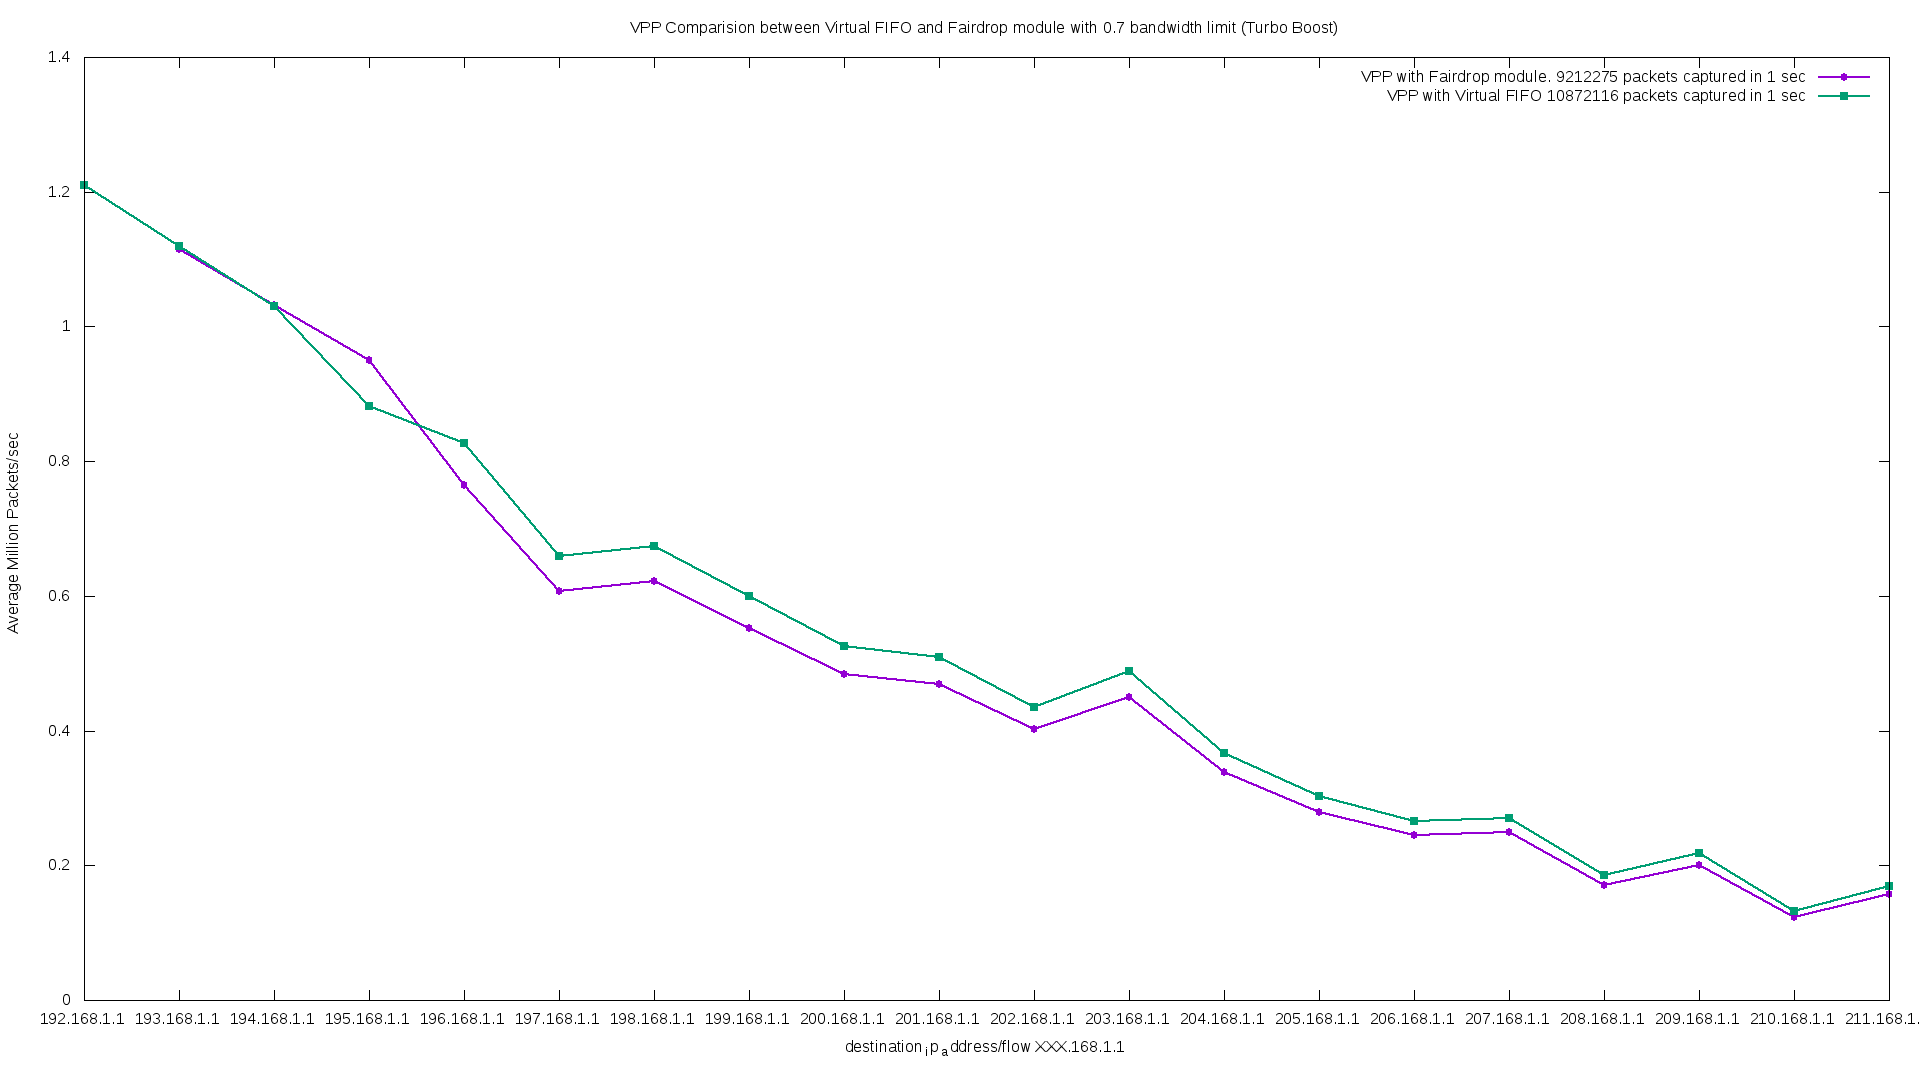 VPP Comparision between Virtual FIFO and Fairdrop module with 0.7 bandwidth limit (Turbo Boost)
VPP with Fairdrop module. 9212275 packets captured in 1 sec
VPP with Virtual FIFO 10872116 packets captured in 1 sec
Average Million Packets/sec
1.4
1.2
1
0.8
0.6
0.4
0.2
0
192.168.1.1 193.168.1.1 194.168.1.1 195.168.1.1 196.168.1.1 197.168.1.1 198.168.1.1 199.168.1.1 200.168.1.1 201.168.1.1 202.168.1.1 203.168.1.1 204.168.1.1 205.168.1.1 206.168.1.1 207.168.1.1 208.168.1.1 209.168.1.1 210.168.1.1 211.168.1.
destination ip address/flow XXX.168.1.1